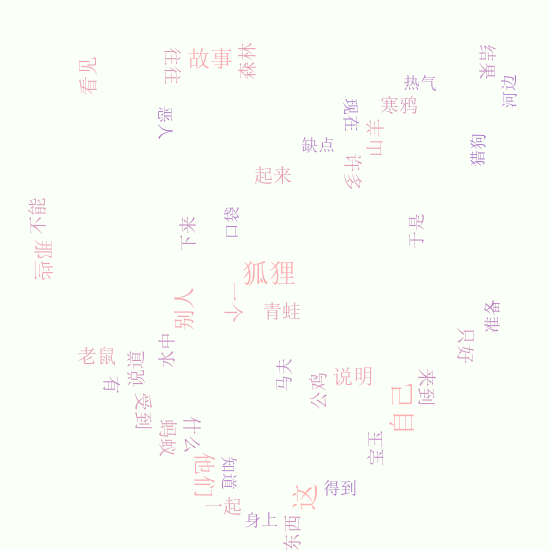 故事
森林
往往
看见
结番
热气
河边
寒鸦
现在
恶人
山羊
缺点
猎狗
许多
起来
不能
口袋
下来
于是
那些
狐狸
一个
青蛙
别人
准备
只好
水中
老鼠
说道
有
马夫
公鸡
说明
来到
自己
受到
蚂蚁
什么
宝玉
他们
知道
这
得到
一起
身上
东西